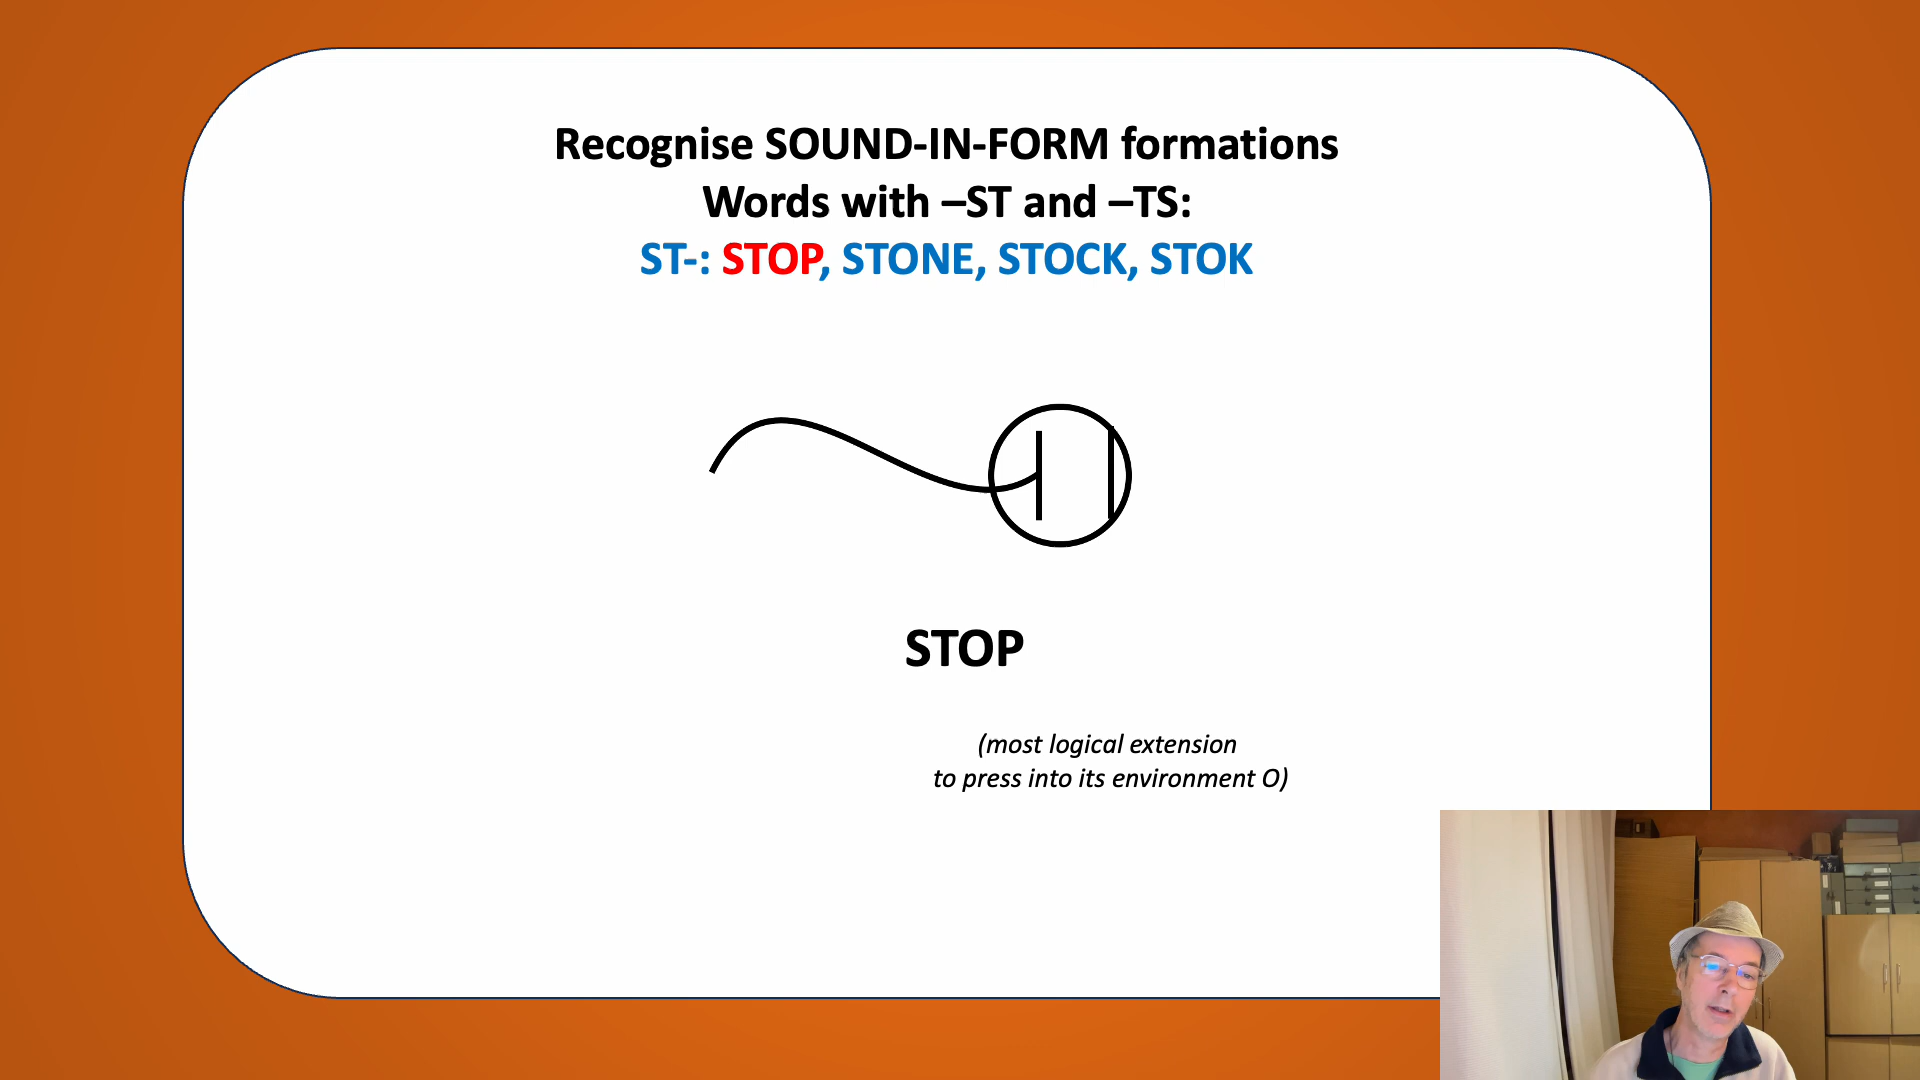 Recognise SOUND-IN-FORM formations
Words with –ST and –TS:
ST-: STOP, STONE, STOCK, STOK
STOP
(most logical extension
to press into its environment O)